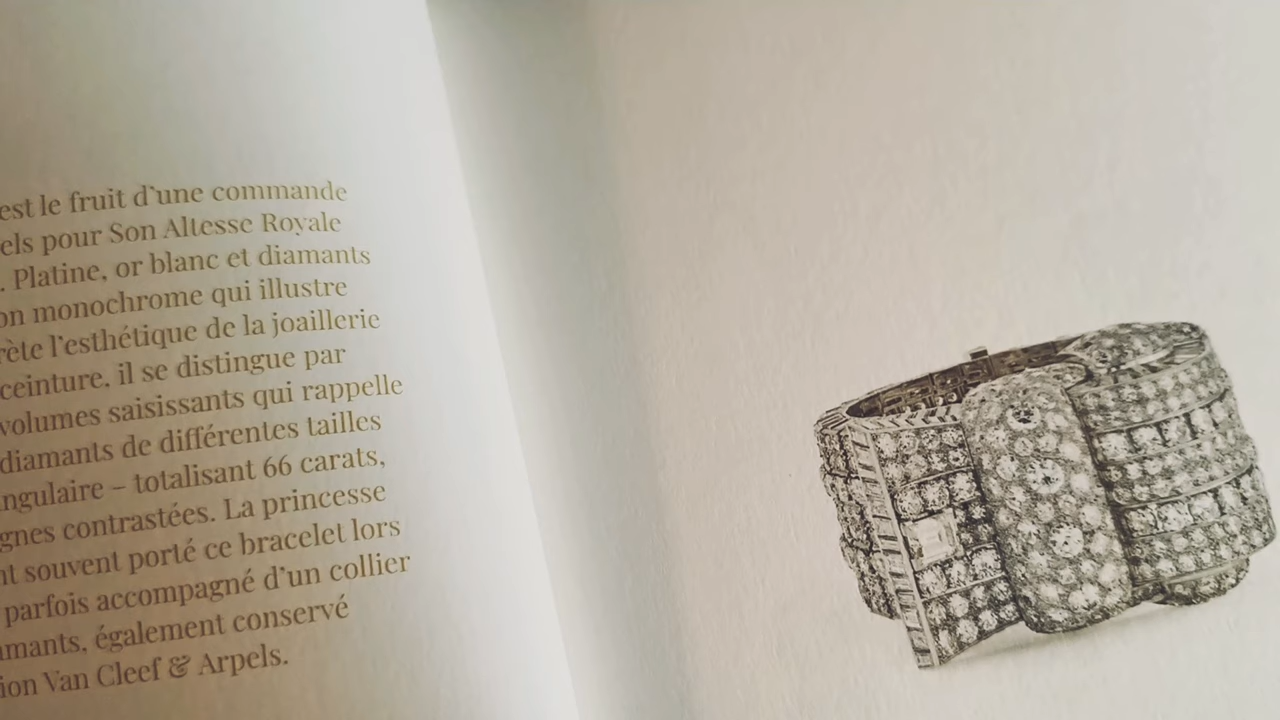 est le fruit d'une commande
els pour Son Altesse Royale
. Platine, or blanc et diamants
on monochrome qui illustre
rète l'esthétique de la joaillerie
ceinture, il se distingue par
volumes saisissants qui rappelle
diamants de différentes tailles
ngulaire – totalisant 66 carats,
gnes contrastées. La princesse
nt souvent porté ce bracelet lors
parfois accompagné d'un collier
amants, également conservé
ion Van Cleef & Arpels.